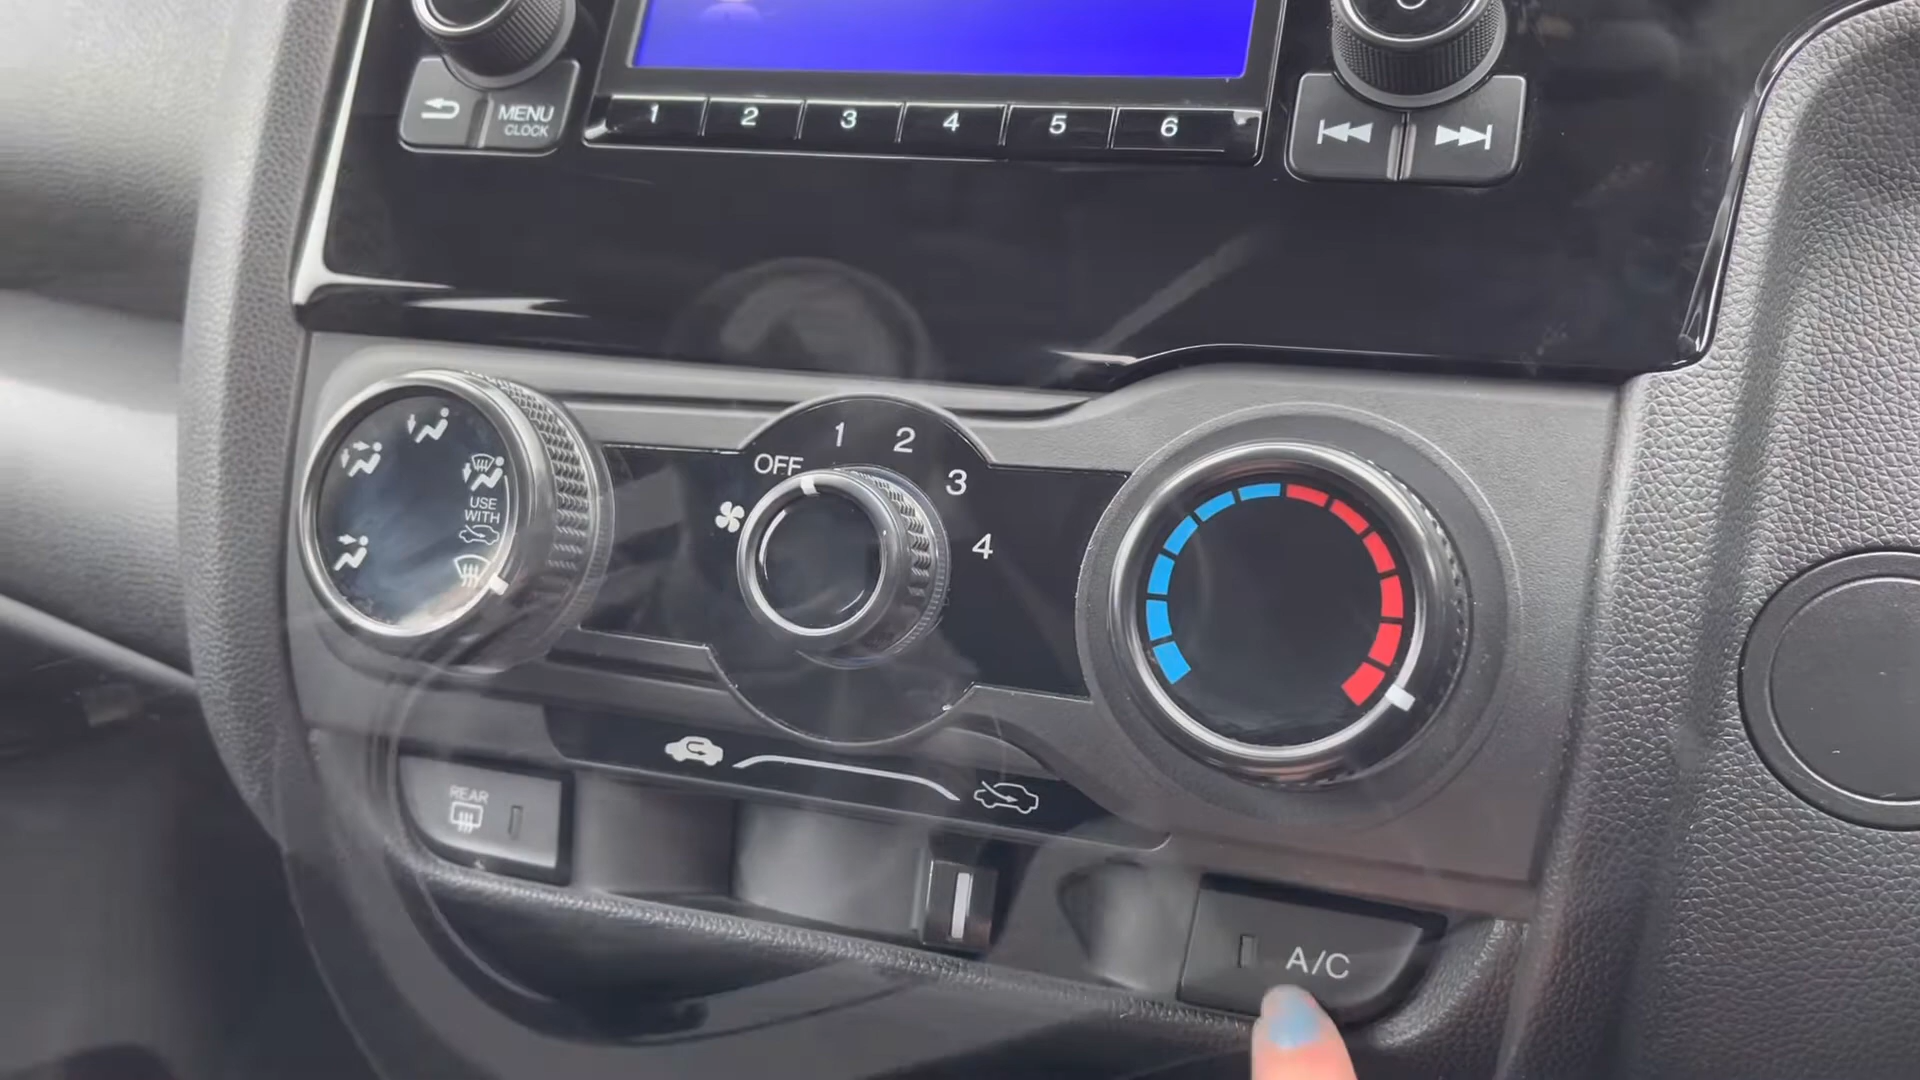 MENU
CLOCK
1 2 3 4 5 6
OFF 1 2 3 4
USE
WITH
REAR
A/C